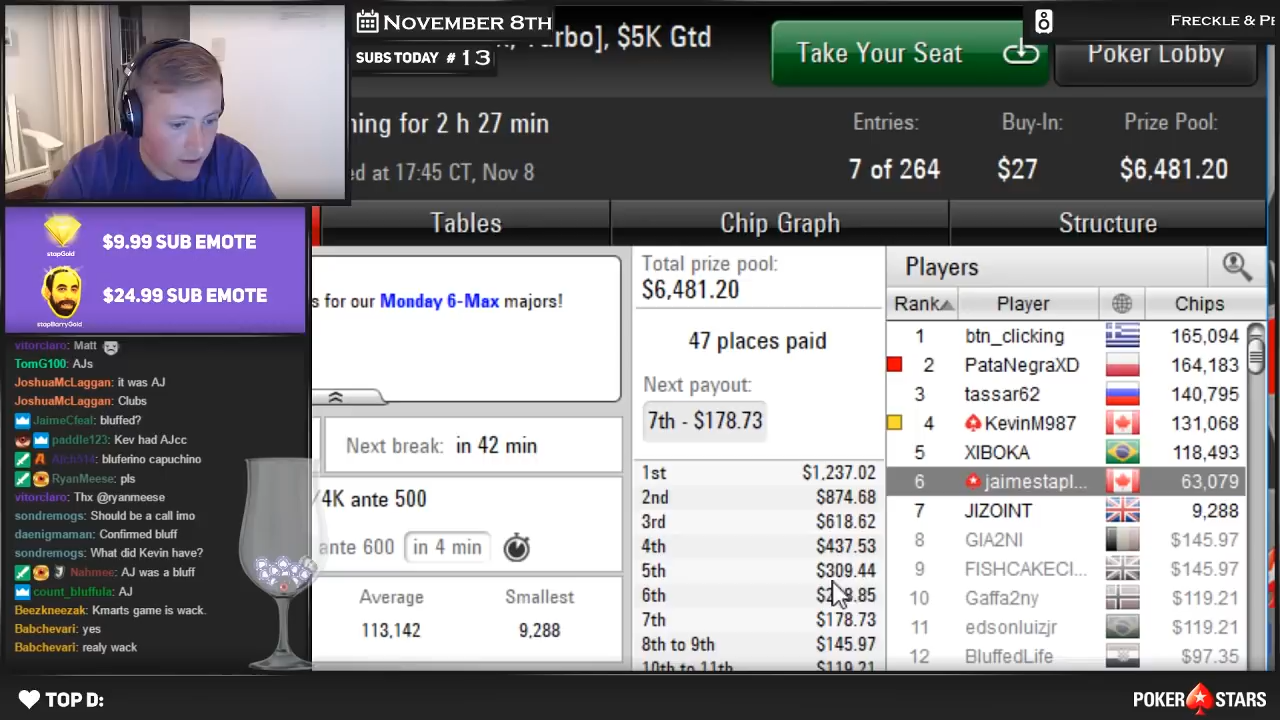 NOVEMBER 8TH
SUBS TODAY # 13
$5K Gtd
Take Your Seat
Poker Lobby
FRECKLE &
ning for 2 h 27 min
ed at 17:45 CT, Nov 8
Entries:
7 of 264
Buy-In:
$27
Prize Pool:
$6,481.20
Tables
Chip Graph
Structure
$9.99 SUB EMOTE
stapGold
$24.99 SUB EMOTE
stapBarryGold
s for our Monday 6-Max majors!
Next break: in 42 min
/4K ante 500
ante 600 in 4 min
Average
113,142
Smallest
9,288
Total prize pool:
$6,481.20
47 places paid
Next payout:
7th - $178.73
1st $1,237.02
2nd $874.68
3rd $618.62
4th $437.53
5th $309.44
6th
7th $178.73
8th to 9th $145.97
10th to 11th $119.21
Players
Rank Player Chips
1 btn_clicking 165,094
2 PataNegraXD 164,183
3 tassar62 140,795
4 KevinM987 131,068
5 XIBOKA 118,493
6 jaimestapl... 63,079
7 JIZOINT 9,288
8 GIA2NI $145.97
9 FISHCAKECI... $145.97
10 Gaffa2ny $119.21
11 edsonluizjr $119.21
12 BluffedLife $97.35
vitorclaro: Matt
TomG100: AJs
JoshuaMcLaggan: it was AJ
JoshuaMcLaggan: Clubs
JaimeCfeal: bluffed?
paddle123: Kev had AJcc
bluferino capuchino
RyanMeese: pls
vitorclaro: Thx @ryanmeese
sondremogs: Should be a call imo
daenigmaman: Confirmed bluff
sondremogs: What did Kevin have?
Nahmee: AJ was a bluff
count_bluffula: AJ
Beezkneezak: Kmarts game is wack.
Babchevari: yes
Babchevari: realy wack
TOP D:
POKER STARS